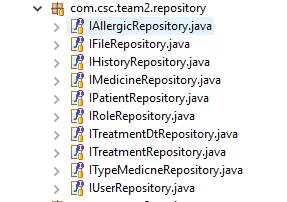 com.csc.team2.repository
IAllergicRepository.java
IFileRepository.java
IHistoryRepository.java
IMedicineRepository.java
IPatientRepository.java
IRoleRepository.java
ITreatmentDtRepository.java
ITreatmentRepository.java
ITypeMedicneRepository.java
IUserRepository.java